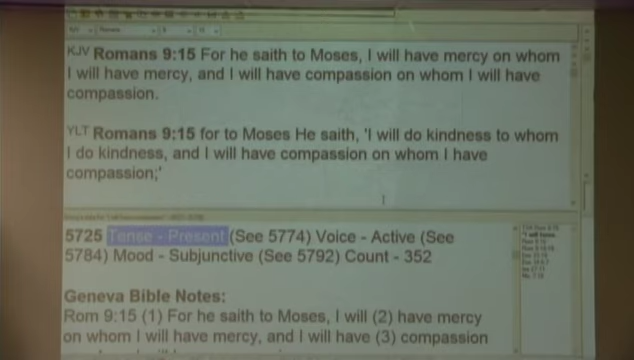 KJV Romans 9:15 For he saith to Moses, I will have mercy on whom
I will have mercy, and I will have compassion on whom I will have
compassion.
YLT Romans 9:15 for to Moses He saith, 'I will do kindness to whom
I do kindness, and I will have compassion on whom I have
compassion;'
5725 Tense - Present (See 5774) Voice - Active (See
5784) Mood - Subjunctive (See 5792) Count - 352
Geneva Bible Notes:
Rom 9:15 (1) For he saith to Moses, I will (2) have mercy
on whom I will have mercy, and I will have (3) compassion